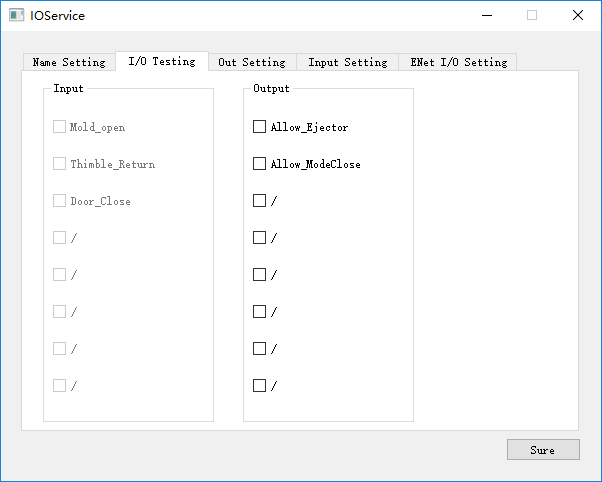 IOService
Name Setting I/O Testing Out Setting Input Setting ENet I/O Setting
Input
Mold_open
Thimble_Return
Door_Close
/
/
/
/
/
Output
Allow_Ejector
Allow_ModeClose
/
/
/
/
/
/
Sure